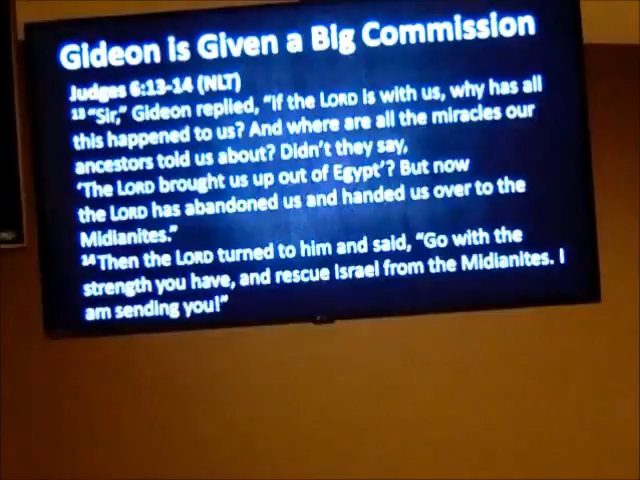 Gideon is Given a Big Commission
Judges 6:13-14 (NLT)
13 "Sir," Gideon replied, "if the LORD is with us, why has all
this happened to us? And where are all the miracles our
ancestors told us about? Didn't they say,
'The LORD brought us up out of Egypt'? But now
the LORD has abandoned us and handed us over to the
Midianites."
14 Then the LORD turned to him and said, "Go with the
strength you have, and rescue Israel from the Midianites. I
am sending you!"